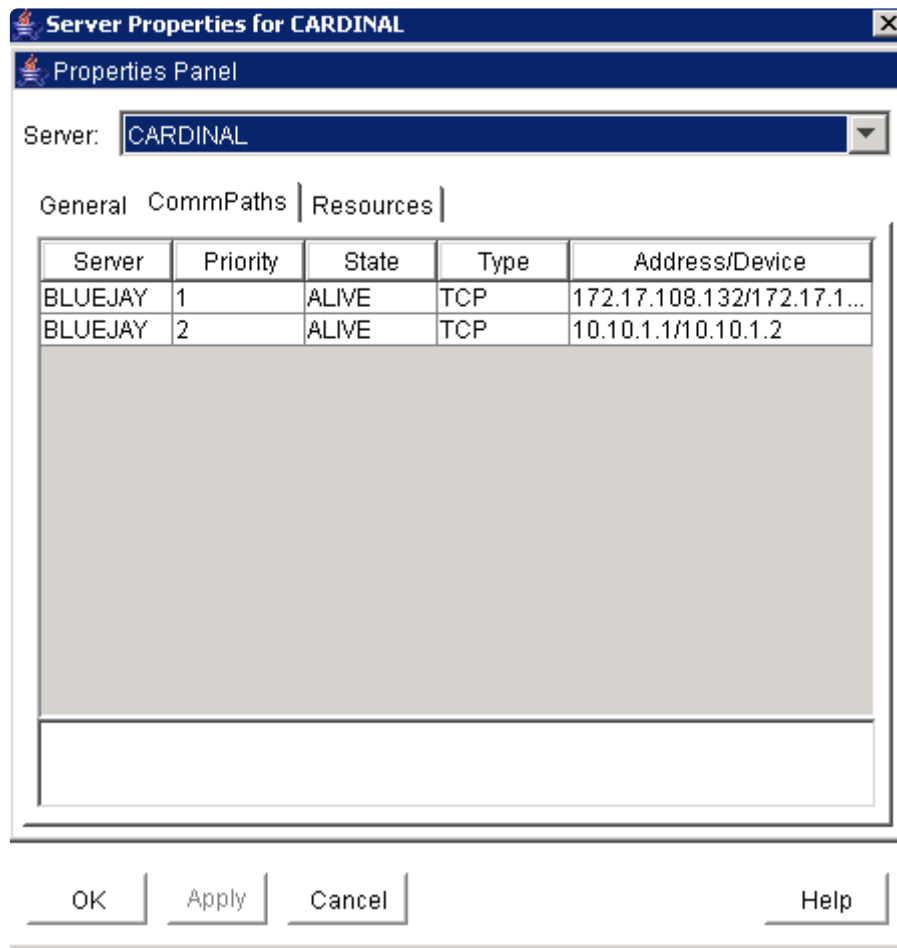 Server Properties for CARDINAL
Properties Panel
Server: CARDINAL
General CommPaths Resources
Server Priority State Type Address/Device
BLUEJAY 1 ALIVE TCP 172.17.108.132/172.17.1...
BLUEJAY 2 ALIVE TCP 10.10.1.1/10.10.1.2
OK Apply Cancel Help